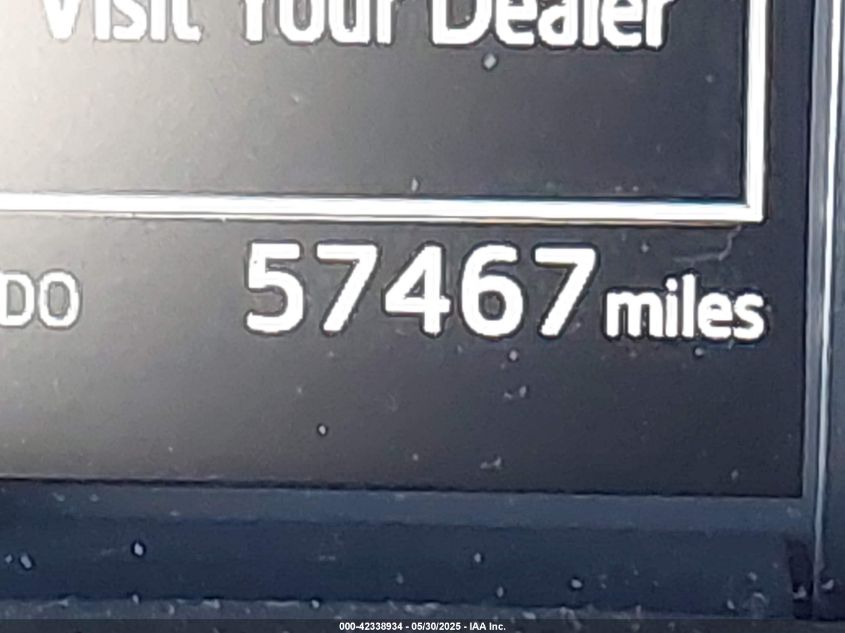 Visit Your Dealer
DO 57467 miles
000-42338934 - 05/30/2025 - IAA Inc.